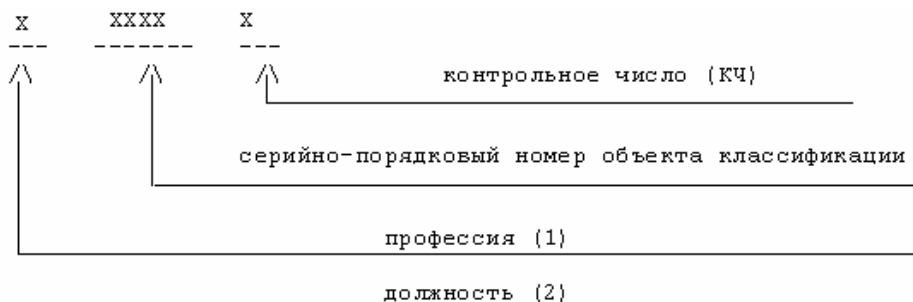 X XXXX X
контрольное число (КЧ)
серийно-порядковый номер объекта классификации
профессия (1)
должность (2)